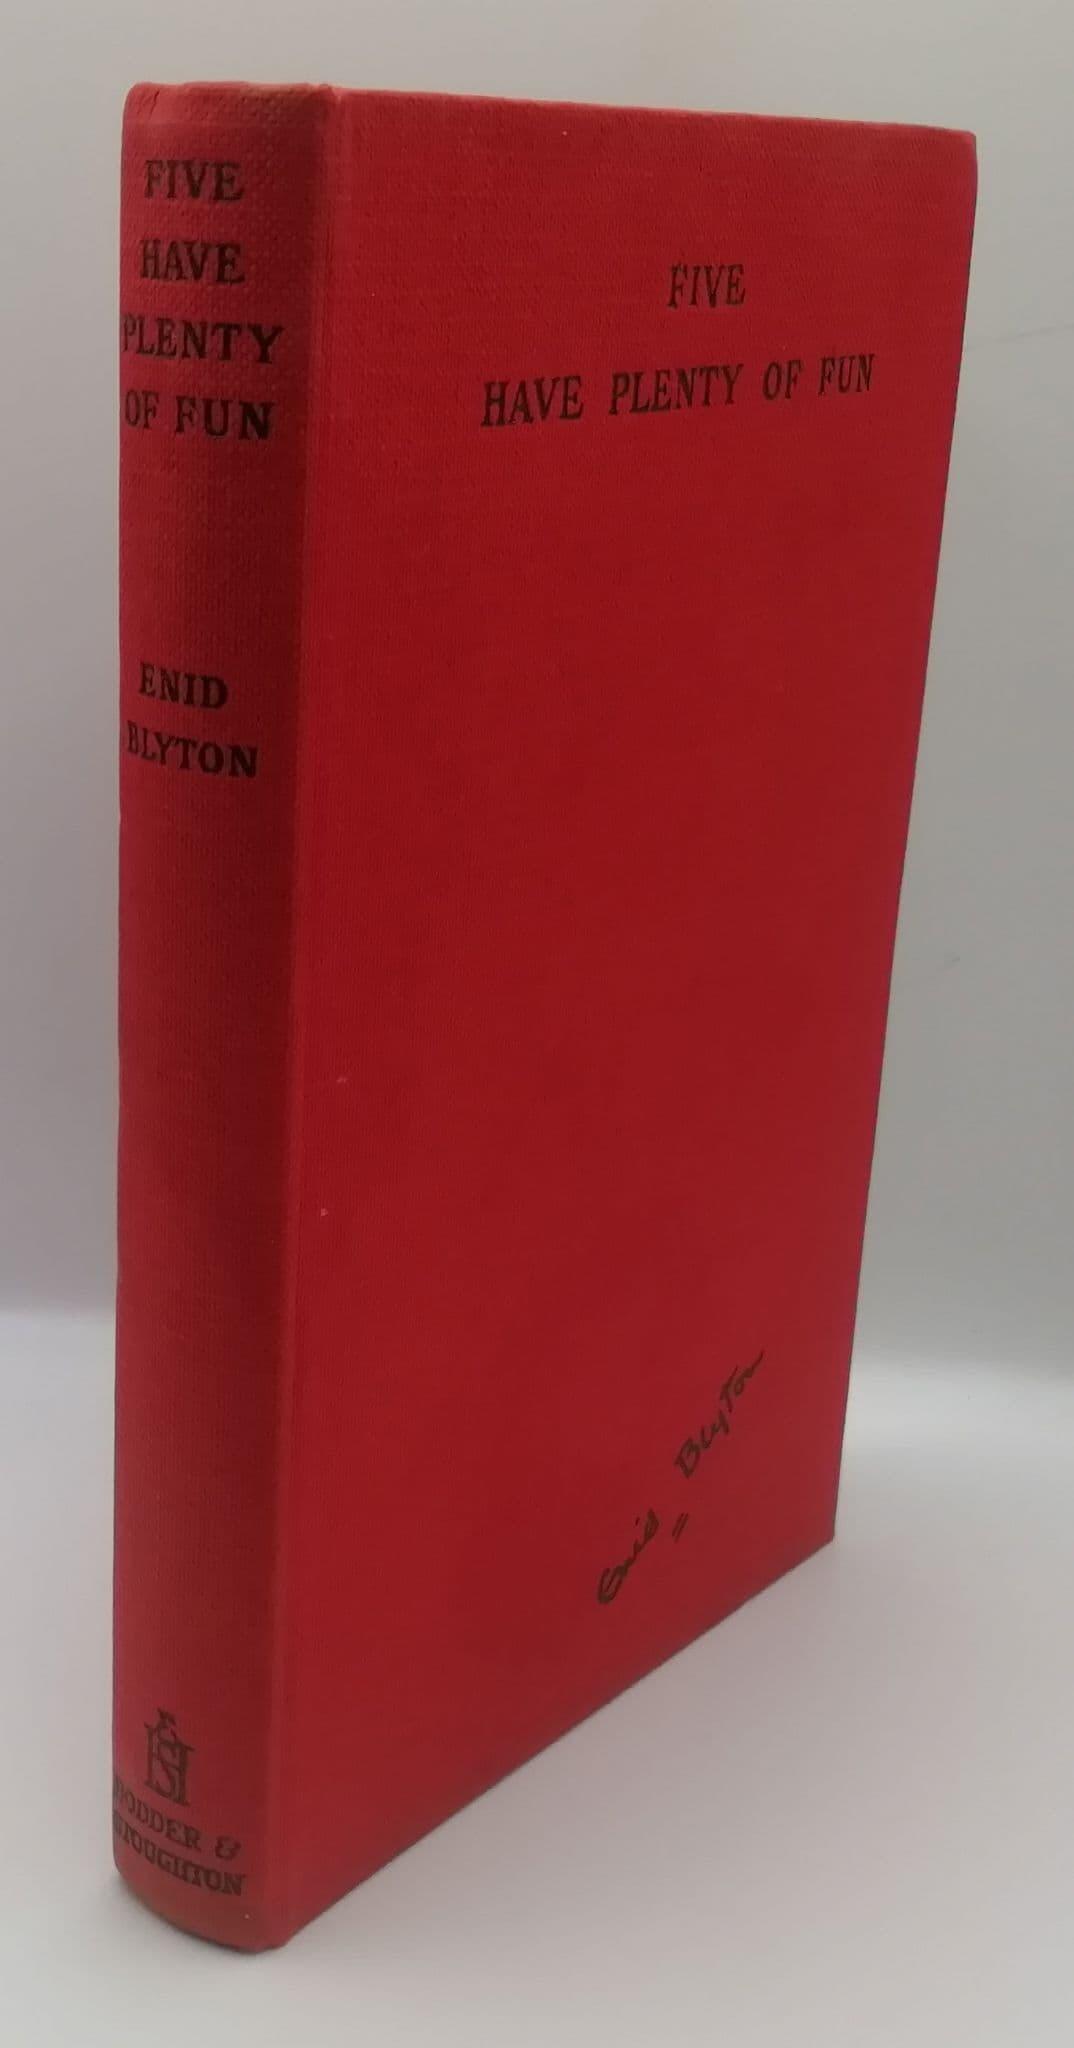 FIVE
HAVE
PLENTY
OF FUN
ENID
BLYTON
H&S
HODDER &
STOUGHTON
FIVE
HAVE PLENTY OF FUN
Enid Blyton